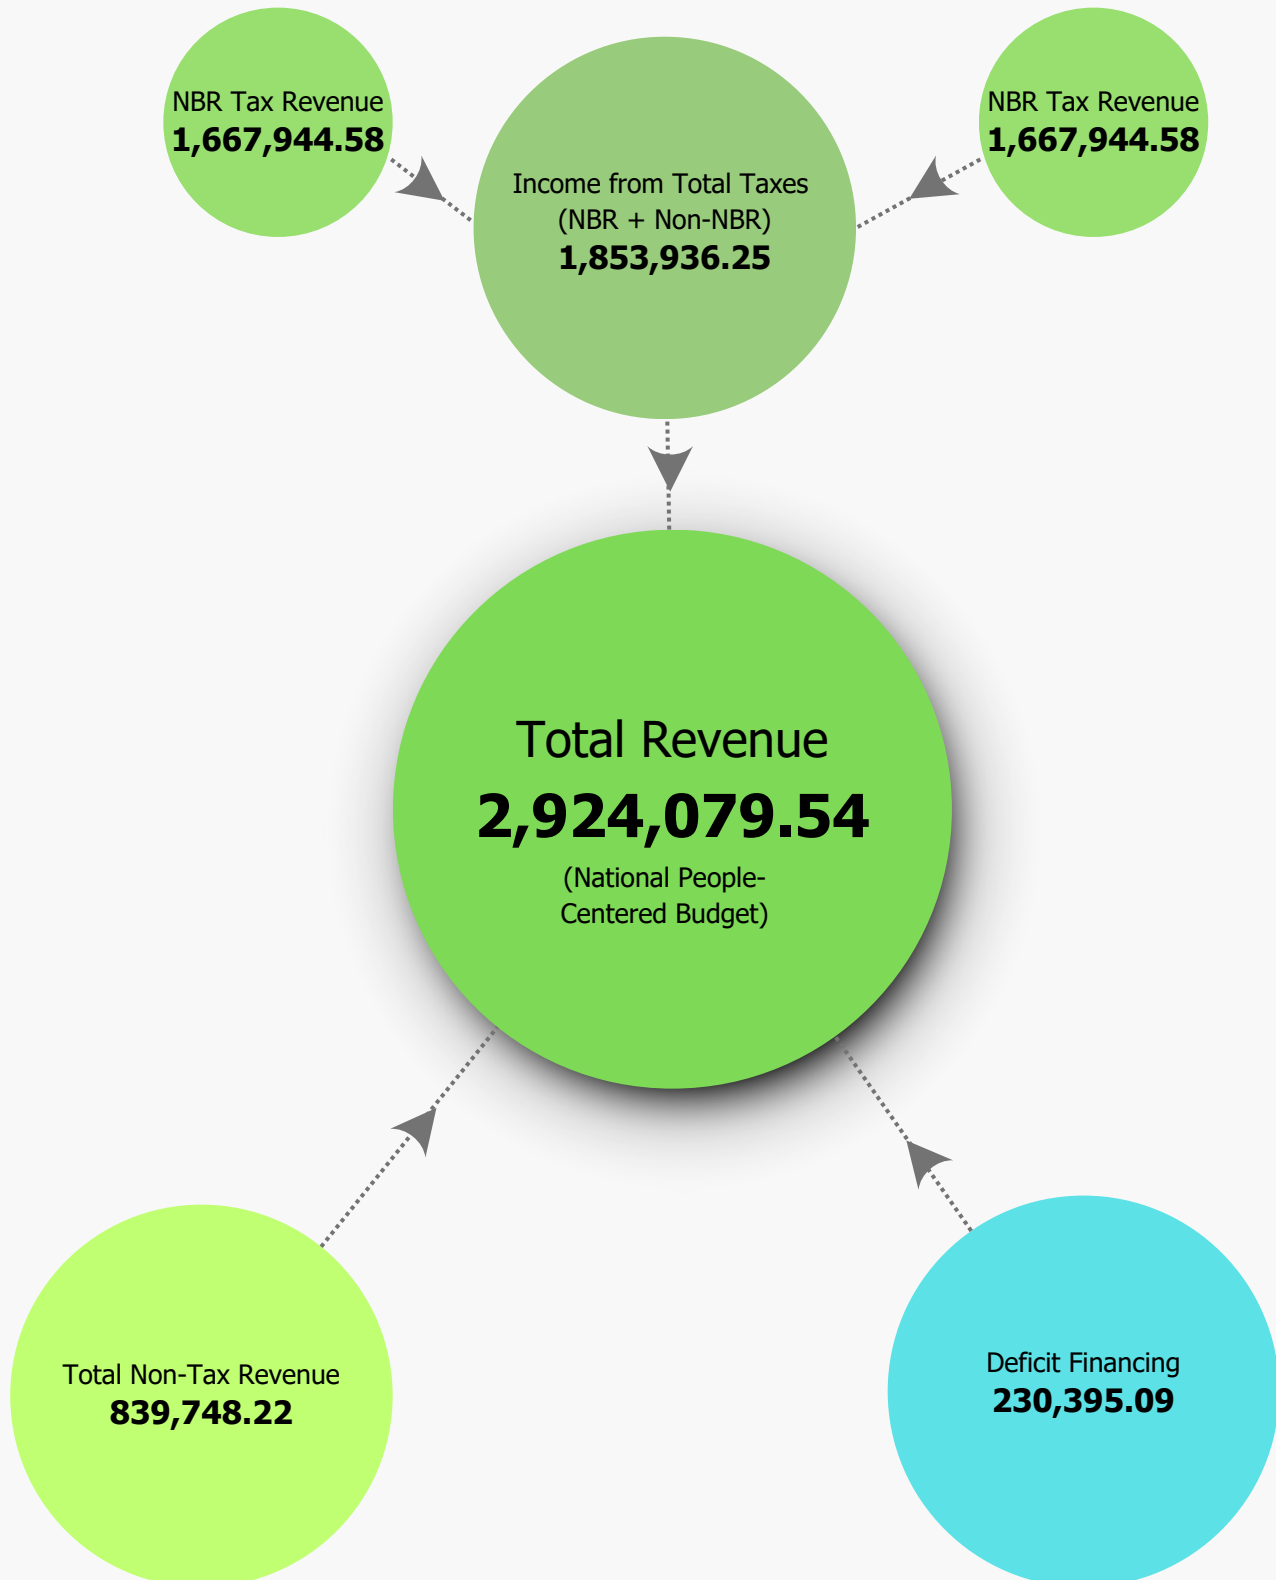 NBR Tax Revenue
1,667,944.58
Income from Total Taxes
(NBR + Non-NBR)
1,853,936.25
NBR Tax Revenue
1,667,944.58
Total Revenue
2,924,079.54
(National People-
Centered Budget)
Total Non-Tax Revenue
839,748.22
Deficit Financing
230,395.09